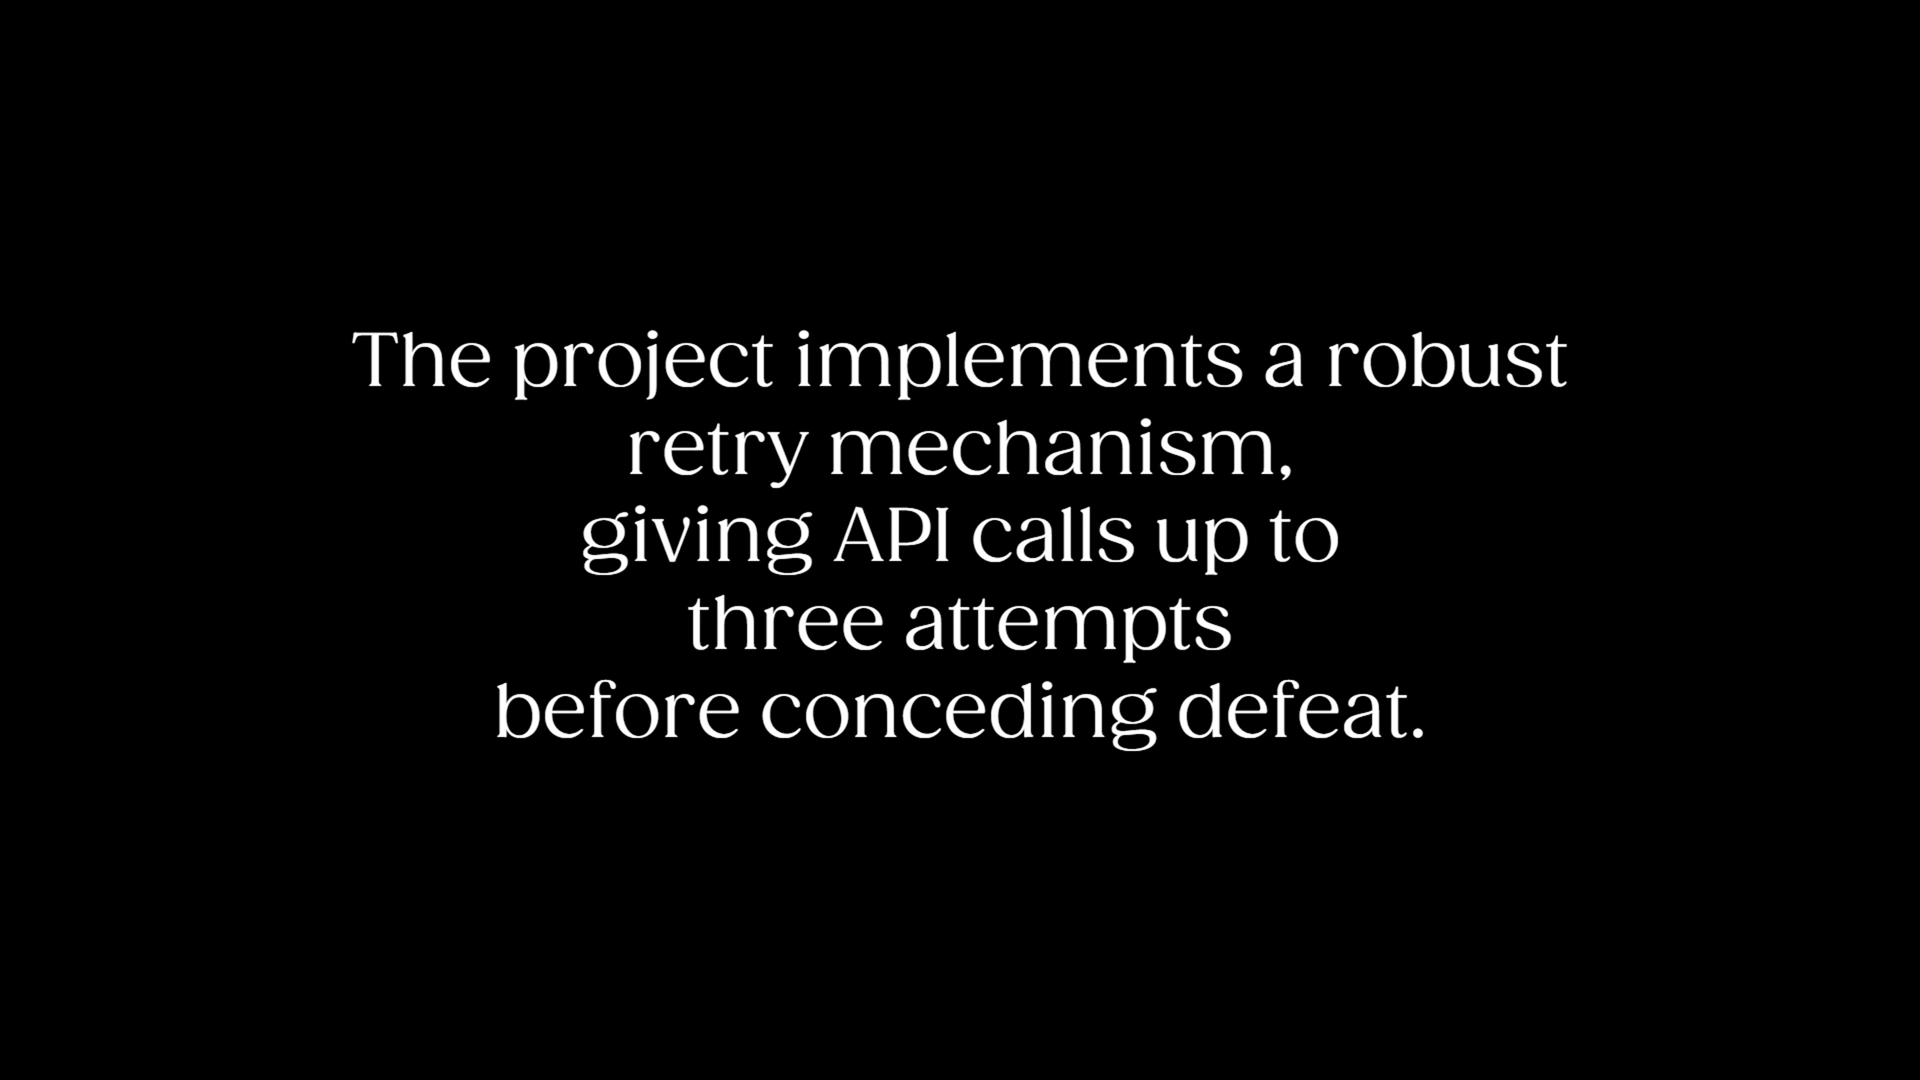 The project implements a robust
retry mechanism,
giving API calls up to
three attempts
before conceding defeat.